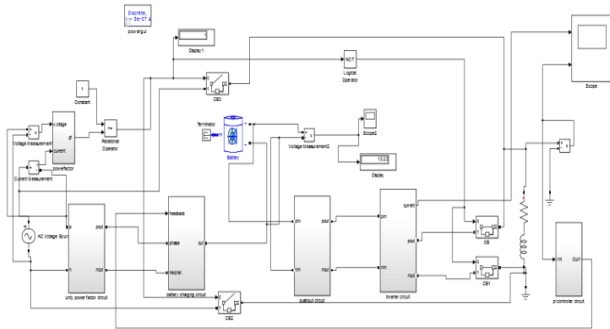 Discrete,
powergui
Display1
Scope
NOT
Logical
Operator
CB3
Constant
Relational
Operator
voltage
pf
current
powerfactor
Voltage Measurement
Current Measurement
Terminator
Battery
Scope2
Voltage Measurement2
Display
AC Voltage Source
p
n
pout
nout
unity power factor circuit
feedback
phase
neutral
out
battery charging circuit
pin
nin
pout
nout
pushpull circuit
pin
nin
current
pout
nout
inverter circuit
CB
CB1
CB2
Int
Out1
pi controller circuit